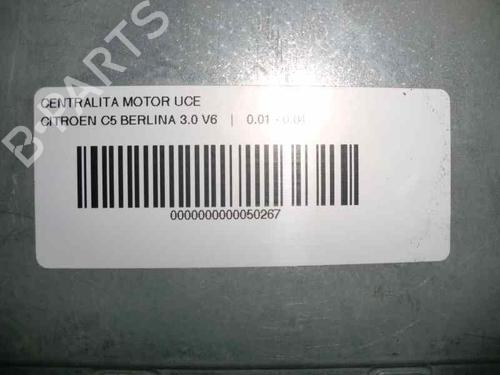 B-PARTS
CENTRALITA MOTOR UCE
CITROEN C5 BERLINA 3.0 V6 | 0.01 - 0.04
0000000000050267